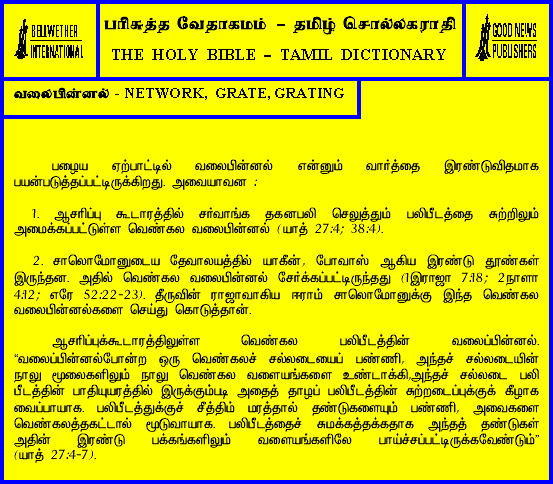 BELLWETHER
INTERNATIONAL
பரிசுத்த வேதாகமம் – தமிழ் சொல்லகராதி
THE HOLY BIBLE – TAMIL DICTIONARY
GOOD NEWS
PUBLISHERS
வலைபின்னல் - NETWORK, GRATE, GRATING
பழைய ஏற்பாட்டில் வலைபின்னல் என்னும் வார்த்தை இரண்டுவிதமாக
பயன்படுத்தப்பட்டிருக்கிறது. அவையாவன :
1. ஆசரிப்பு கூடாரத்தில் சர்வாங்க தகனபலி செலுத்தும் பலிபீடத்தை சுற்றிலும்
அமைக்கபபட்டுள்ள வெண்கல வலைபின்னல் (யாத் 27:4; 38:4).
2. சாலொமோனுடைய தேவாலயத்தில் யாகீன், போவாஸ் ஆகிய இரண்டு தூண்கள்
இருந்தன. அதில் வெண்கல வலைபின்னல் சேர்க்கப்பட்டிருந்தது (1இராஜா 7:18; 2நாளா
4:12; எரே 52:22-23). தீருவின் ராஜாவாகிய ஈராம் சாலொமோனுக்கு இந்த வெண்கல
வலைபின்னல்களை செய்து கொடுத்தான்.
ஆசரிப்புக்கூடாரத்திலுள்ள வெண்கல பலிபீடத்தின் வலைப்பின்னல்.
“வலைப்பின்னல்போன்ற ஒரு வெண்கலச் சல்லடையைப் பண்ணி, அந்தச் சல்லடையின்
நாலு மூலைகளிலும் நாலு வெண்கல வளையங்களை உண்டாக்கி,அந்தச் சல்லடை பலி
பீடத்தின் பாதியுயரத்தில் இருக்கும்படி அதைத் தாழப் பலிபீடத்தின் சுற்றடைப்புக்குக் கீழாக
வைப்பாயாக. பலிபீடத்துக்குச் சீத்திம் மரத்தால் தண்டுகளையும் பண்ணி, அவைகளை
வெண்கலத்தகட்டால் மூடுவாயாக. பலிபீடத்தைச் சுமக்கத்தக்கதாக அந்தத் தண்டுகள்
அதின் இரண்டு பக்கங்களிலும் வளையங்களிலே பாய்ச்சப்பட்டிருக்கவேண்டும்”
(யாத் 27:4-7).